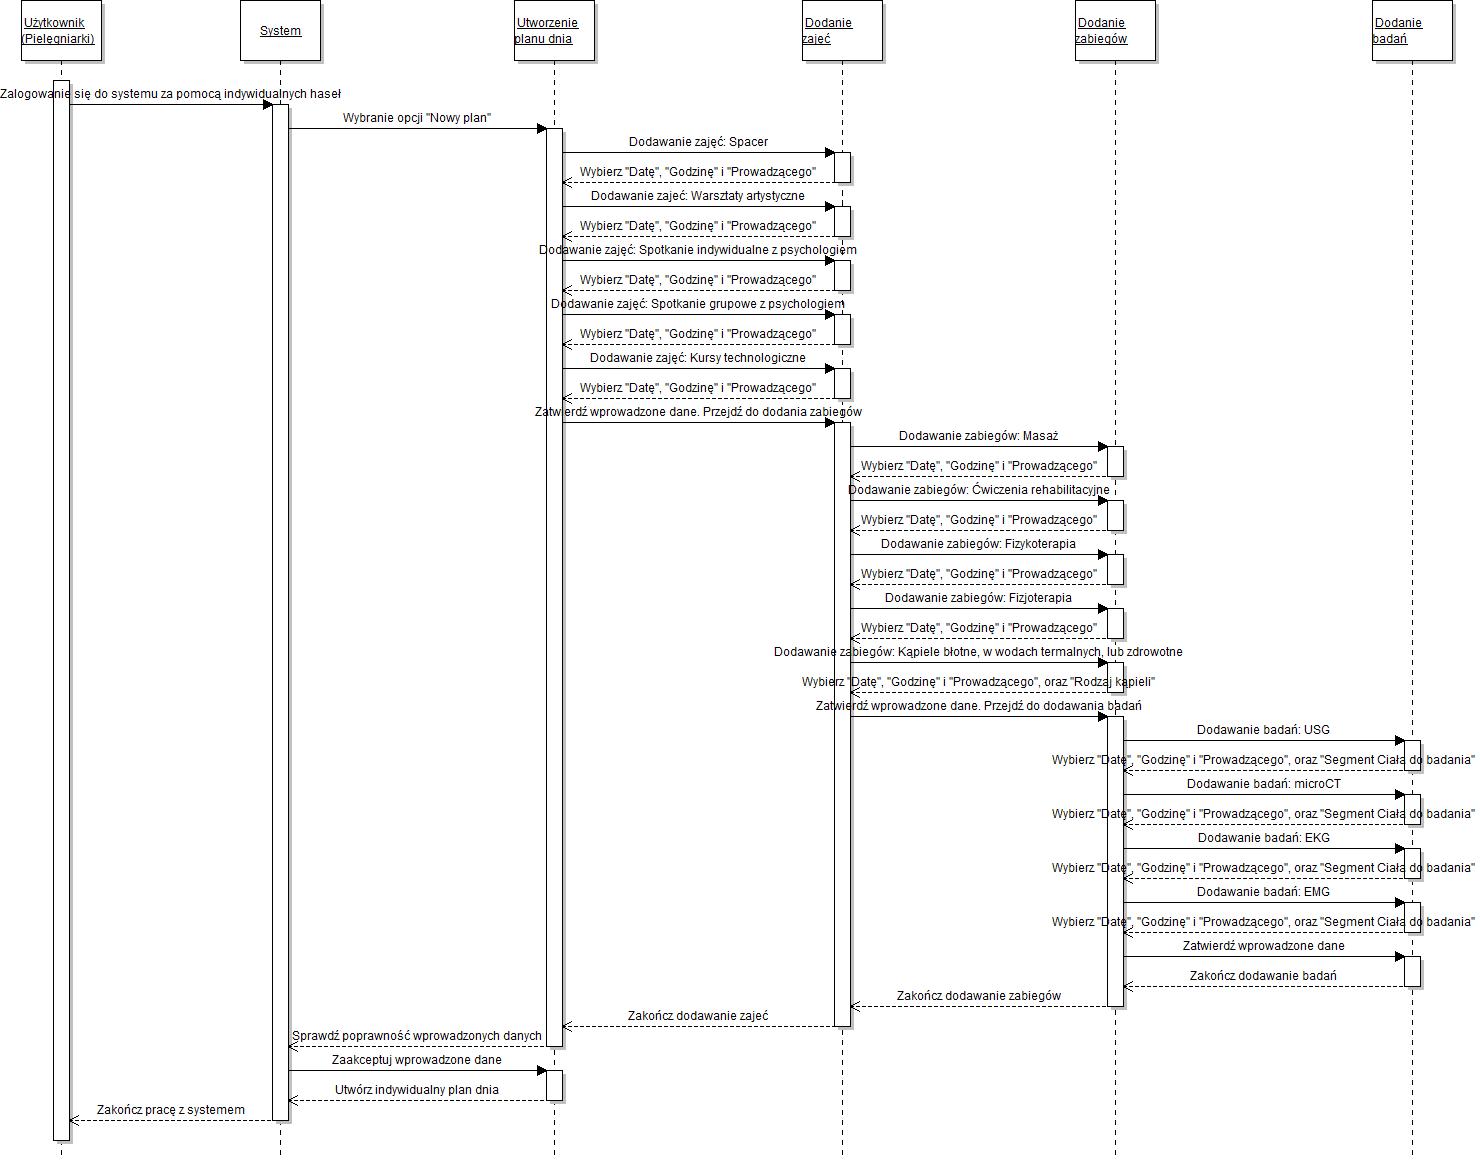 Użytkownik
(Pielęgniarki)
System
Utworzenie
planu dnia
Dodanie
zajęć
Dodanie
zabiegów
Dodanie
badań
Zalogowanie się do systemu za pomocą indywidualnych haseł
Wybranie opcji "Nowy plan"
Dodawanie zajęć: Spacer
Wybierz "Datę", "Godzinę" i "Prowadzącego"
Dodawanie zajeć: Warsztaty artystyczne
Wybierz "Datę", "Godzinę" i "Prowadzącego"
Dodawanie zajęć: Spotkanie indywidualne z psychologiem
Wybierz "Datę", "Godzinę" i "Prowadzącego"
Dodawanie zajęć: Spotkanie grupowe z psychologiem
Wybierz "Datę", "Godzinę" i "Prowadzącego"
Dodawanie zajęć: Kursy technologiczne
Wybierz "Datę", "Godzinę" i "Prowadzącego"
Zatwierdź wprowadzone dane. Przejdź do dodania zabiegów
Dodawanie zabiegów: Masaż
Wybierz "Datę", "Godzinę" i "Prowadzącego"
Dodawanie zabiegów: Ćwiczenia rehabilitacyjne
Wybierz "Datę", "Godzinę" i "Prowadzącego"
Dodawanie zabiegów: Fizykoterapia
Wybierz "Datę", "Godzinę" i "Prowadzącego"
Dodawanie zabiegów: Fizjoterapia
Wybierz "Datę", "Godzinę" i "Prowadzącego"
Dodawanie zabiegów: Kąpiele błotne, w wodach termalnych, lub zdrowotne
Wybierz "Datę", "Godzinę" i "Prowadzącego", oraz "Rodzaj kąpieli"
Zatwierdź wprowadzone dane. Przejdź do dodawania badań
Dodawanie badań: USG
Wybierz "Datę", "Godzinę" i "Prowadzącego", oraz "Segment Ciała do badania"
Dodawanie badań: microCT
Wybierz "Datę", "Godzinę" i "Prowadzącego", oraz "Segment Ciała do badania"
Dodawanie badań: EKG
Wybierz "Datę", "Godzinę" i "Prowadzącego", oraz "Segment Ciała do badania"
Dodawanie badań: EMG
Wybierz "Datę", "Godzinę" i "Prowadzącego", oraz "Segment Ciała do badania"
Zatwierdź wprowadzone dane
Zakończ dodawanie badań
Zakończ dodawanie zabiegów
Zakończ dodawanie zajeć
Sprawdź poprawność wprowadzonych danych
Zaakceptuj wprowadzone dane
Utwórz indywidualny plan dnia
Zakończ pracę z systemem